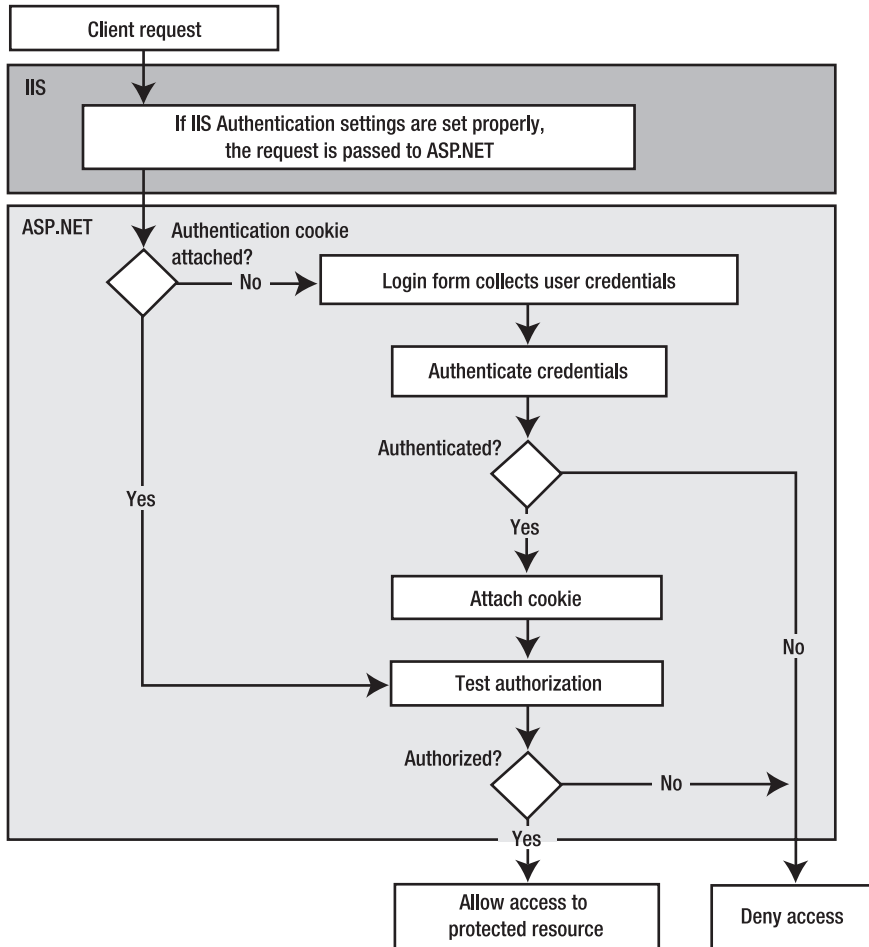 Client request
IIS
If IIS Authentication settings are set properly,
the request is passed to ASP.NET
ASP.NET
Authentication cookie
attached?
No
Login form collects user credentials
Authenticate credentials
Authenticated?
Yes
Yes
Attach cookie
No
Test authorization
Authorized?
No
Yes
Allow access to
protected resource
Deny access